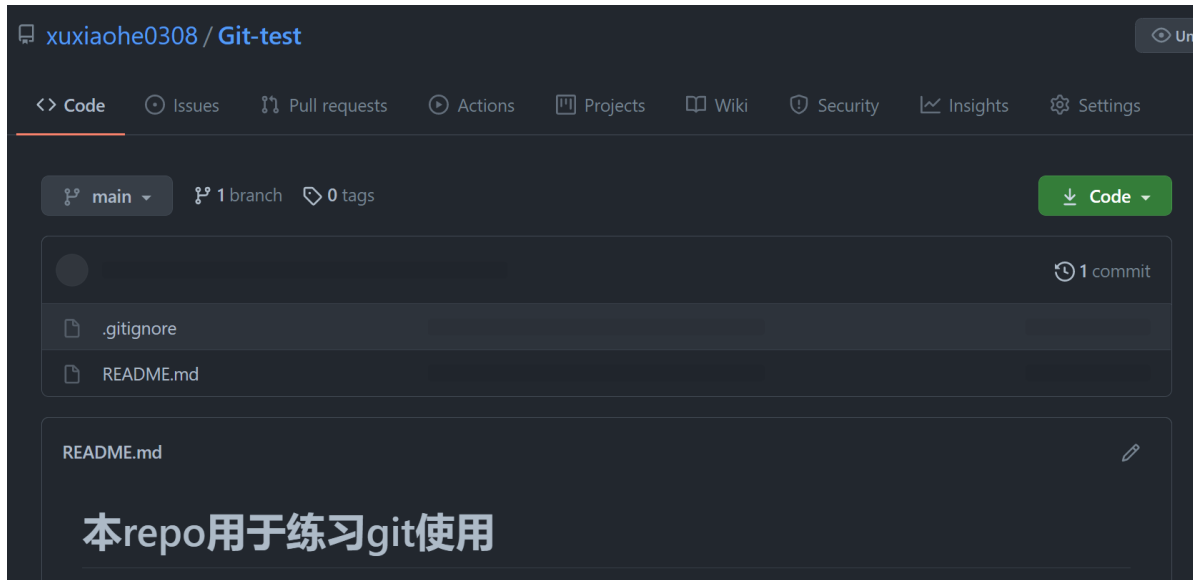 xuxiaohe0308 / Git-test
Code Issues Pull requests Actions Projects Wiki Security Insights Settings
main 1 branch 0 tags Code
1 commit
.gitignore
README.md
README.md
本repo用于练习git使用